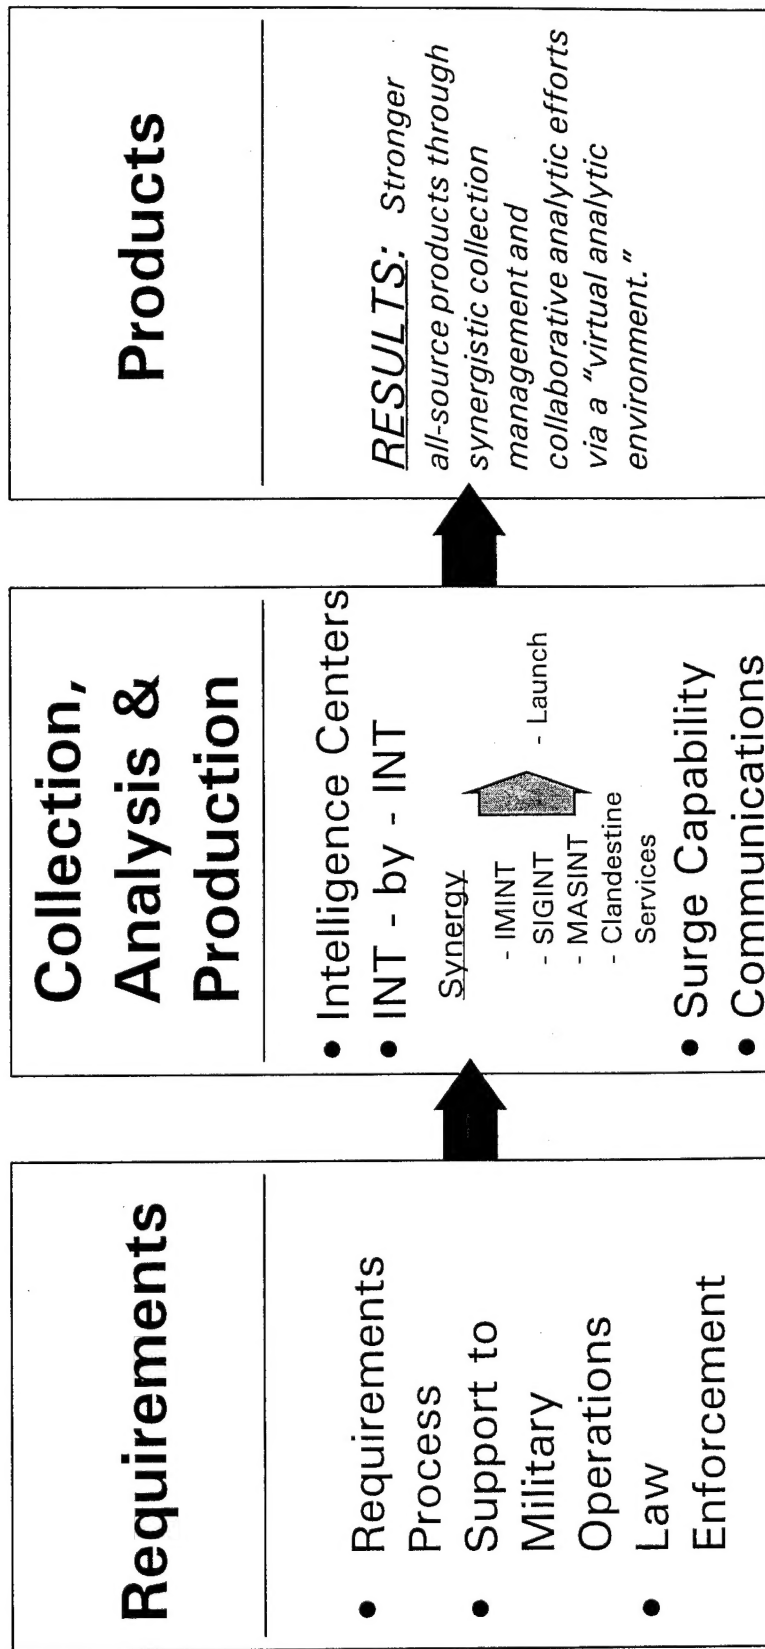 Requirements
• Requirements
Process
• Support to
Military
Operations
• Law
Enforcement
Collection,
Analysis &
Production
• Intelligence Centers
• INT - by - INT
Synergy
- IMINT
- SIGINT
- MASINT
- Clandestine
Services
- Launch
• Surge Capability
• Communications
Products
RESULTS: Stronger
all-source products through
synergistic collection
management and
collaborative analytic efforts
via a "virtual analytic
environment."